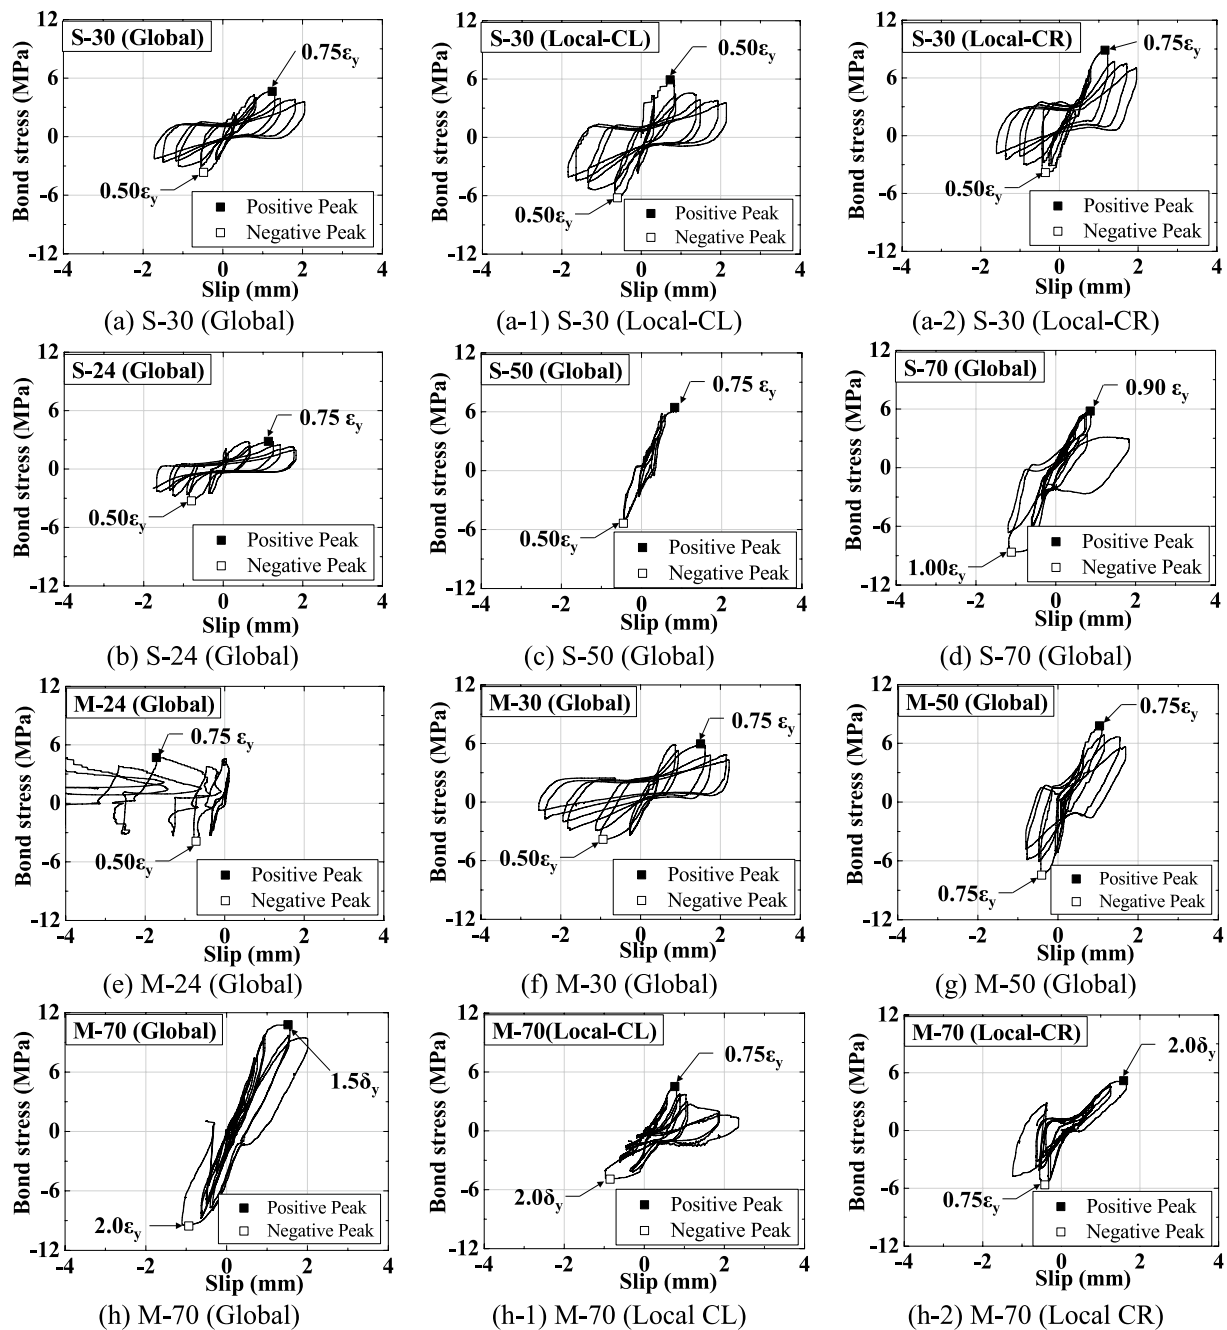 S-30 (Global)
0.75εy
0.50εy
Positive Peak
Negative Peak
Bond stress (MPa)
12
6
0
-6
-12
-4 -2 0 2 4
Slip (mm)
(a) S-30 (Global)
S-30 (Local-CL)
0.50εy
0.50εy
Positive Peak
Negative Peak
Bond stress (MPa)
12
6
0
-6
-12
-4 -2 0 2 4
Slip (mm)
(a-1) S-30 (Local-CL)
S-30 (Local-CR)
0.75εy
0.50εy
Positive Peak
Negative Peak
Bond stress (MPa)
12
6
0
-6
-12
-4 -2 0 2 4
Slip (mm)
(a-2) S-30 (Local-CR)
S-24 (Global)
0.75 εy
0.50εy
Positive Peak
Negative Peak
Bond stress (MPa)
12
6
0
-6
-12
-4 -2 0 2 4
Slip (mm)
(b) S-24 (Global)
S-50 (Global)
0.75 εy
0.50εy
Positive Peak
Negative Peak
Bond stress (MPa)
12
6
0
-6
-12
-4 -2 0 2 4
Slip (mm)
(c) S-50 (Global)
S-70 (Global)
0.90 εy
1.00εy
Positive Peak
Negative Peak
Bond stress (MPa)
12
6
0
-6
-12
-4 -2 0 2 4
Slip (mm)
(d) S-70 (Global)
M-24 (Global)
0.75 εy
0.50εy
Positive Peak
Negative Peak
Bond stress (MPa)
12
6
0
-6
-12
-4 -2 0 2 4
Slip (mm)
(e) M-24 (Global)
M-30 (Global)
0.75 εy
0.50εy
Positive Peak
Negative Peak
Bond stress (MPa)
12
6
0
-6
-12
-4 -2 0 2 4
Slip (mm)
(f) M-30 (Global)
M-50 (Global)
0.75εy
0.75εy
Positive Peak
Negative Peak
Bond stress (MPa)
12
6
0
-6
-12
-4 -2 0 2 4
Slip (mm)
(g) M-50 (Global)
M-70 (Global)
1.5δy
2.0εy
Positive Peak
Negative Peak
Bond stress (MPa)
12
6
0
-6
-12
-4 -2 0 2 4
Slip (mm)
(h) M-70 (Global)
M-70(Local-CL)
0.75εy
2.0δy
Positive Peak
Negative Peak
Bond stress (MPa)
12
6
0
-6
-12
-4 -2 0 2 4
Slip (mm)
(h-1) M-70 (Local CL)
M-70 (Local-CR)
2.0δy
0.75εy
Positive Peak
Negative Peak
Bond stress (MPa)
12
6
0
-6
-12
-4 -2 0 2 4
Slip (mm)
(h-2) M-70 (Local CR)